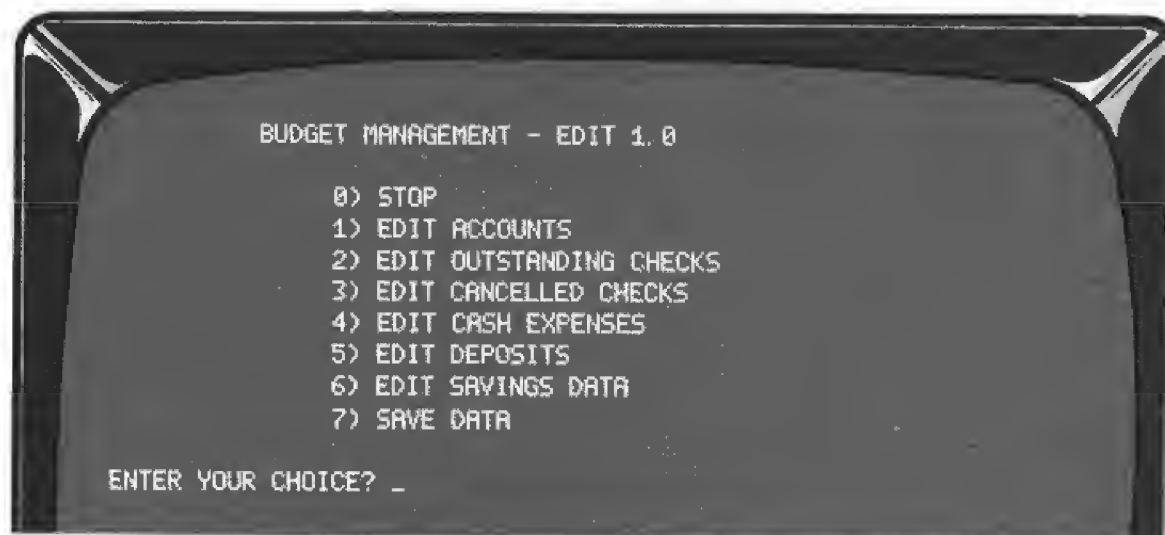 BUDGET MANAGEMENT - EDIT 1.0
0) STOP
1) EDIT ACCOUNTS
2) EDIT OUTSTANDING CHECKS
3) EDIT CANCELLED CHECKS
4) EDIT CASH EXPENSES
5) EDIT DEPOSITS
6) EDIT SAVINGS DATA
7) SAVE DATA
ENTER YOUR CHOICE? _